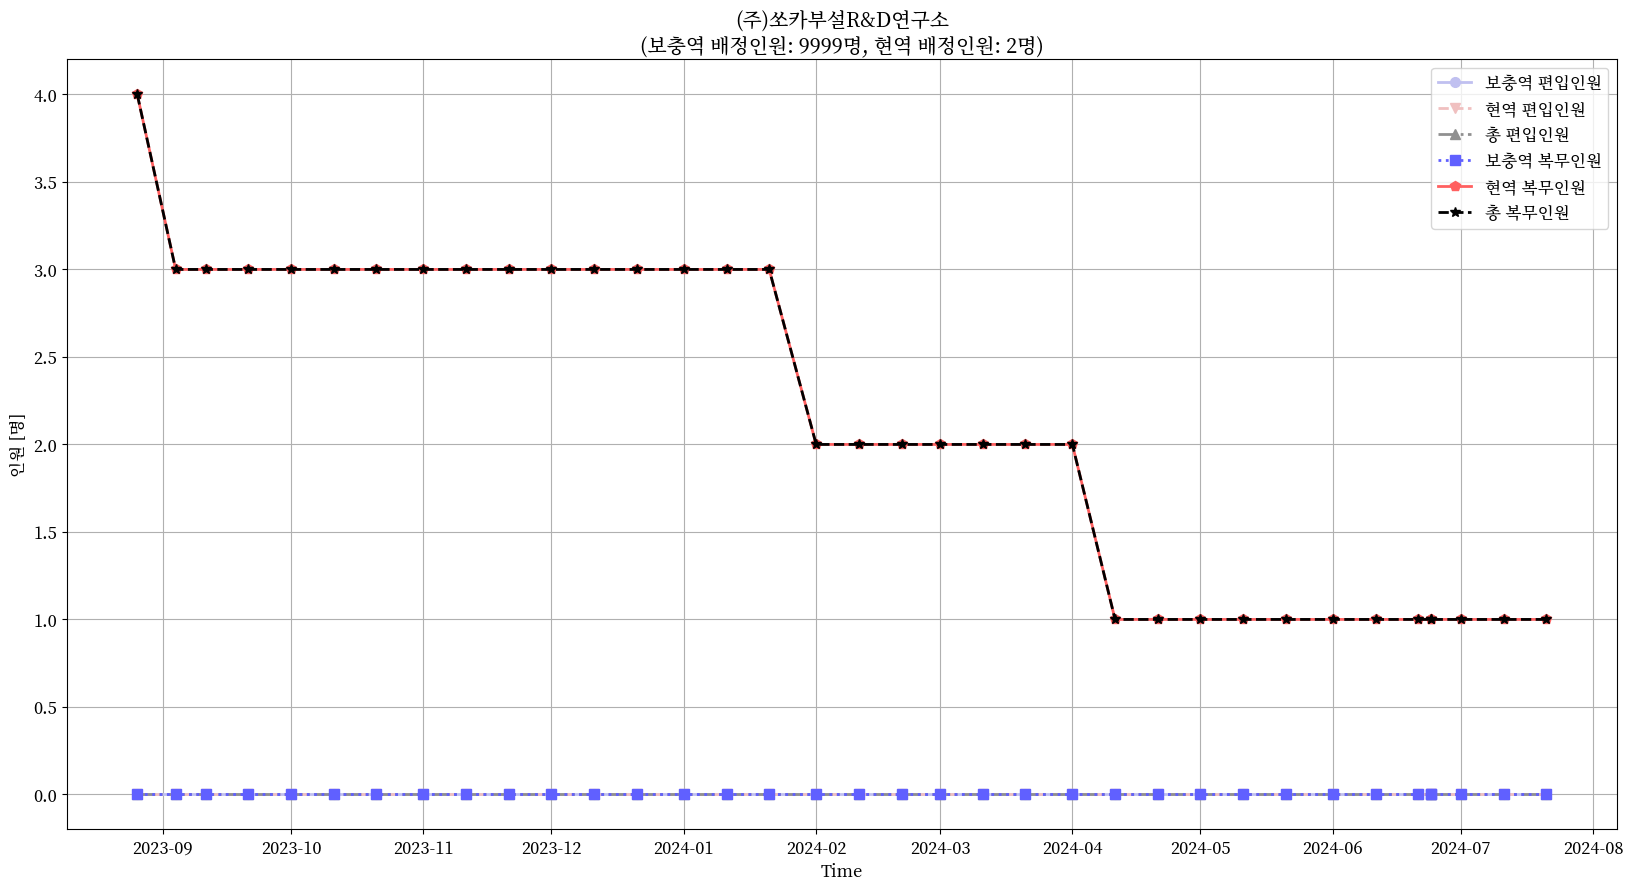 (주)쏘카부설R&D연구소
(보충역 배정인원: 9999명, 현역 배정인원: 2명)
보충역 편입인원
현역 편입인원
총 편입인원
보충역 복무인원
현역 복무인원
총 복무인원
인원 [명]
4.0
3.5
3.0
2.5
2.0
1.5
1.0
0.5
0.0
2023-09
2023-10
2023-11
2023-12
2024-01
2024-02
2024-03
2024-04
2024-05
2024-06
2024-07
2024-08
Time